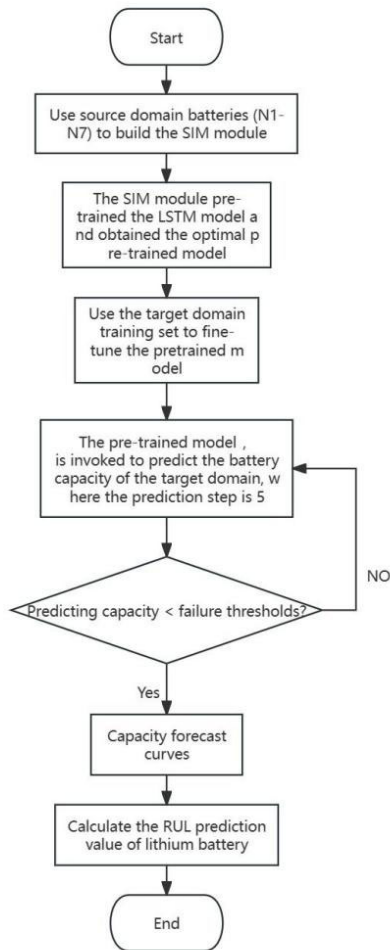 Start
Use source domain batteries (N1-
N7) to build the SIM module
The SIM module pre-
trained the LSTM model a
nd obtained the optimal p
re-trained model
Use the target domain
training set to fine-
tune the pretrained m
odel
The pre-trained model ,
is invoked to predict the battery
capacity of the target domain, w
here the prediction step is 5
NO
Predicting capacity < failure thresholds?
Yes
Capacity forecast
curves
Calculate the RUL prediction
value of lithium battery
End